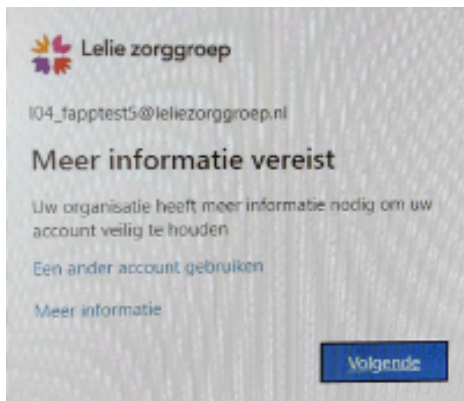 Lelie zorggroep
l04_fapptest5@leliezorggroep.nl
Meer informatie vereist
Uw organisatie heeft meer informatie nodig om uw
account veilig te houden
Een ander account gebruiken
Meer informatie
Volgende